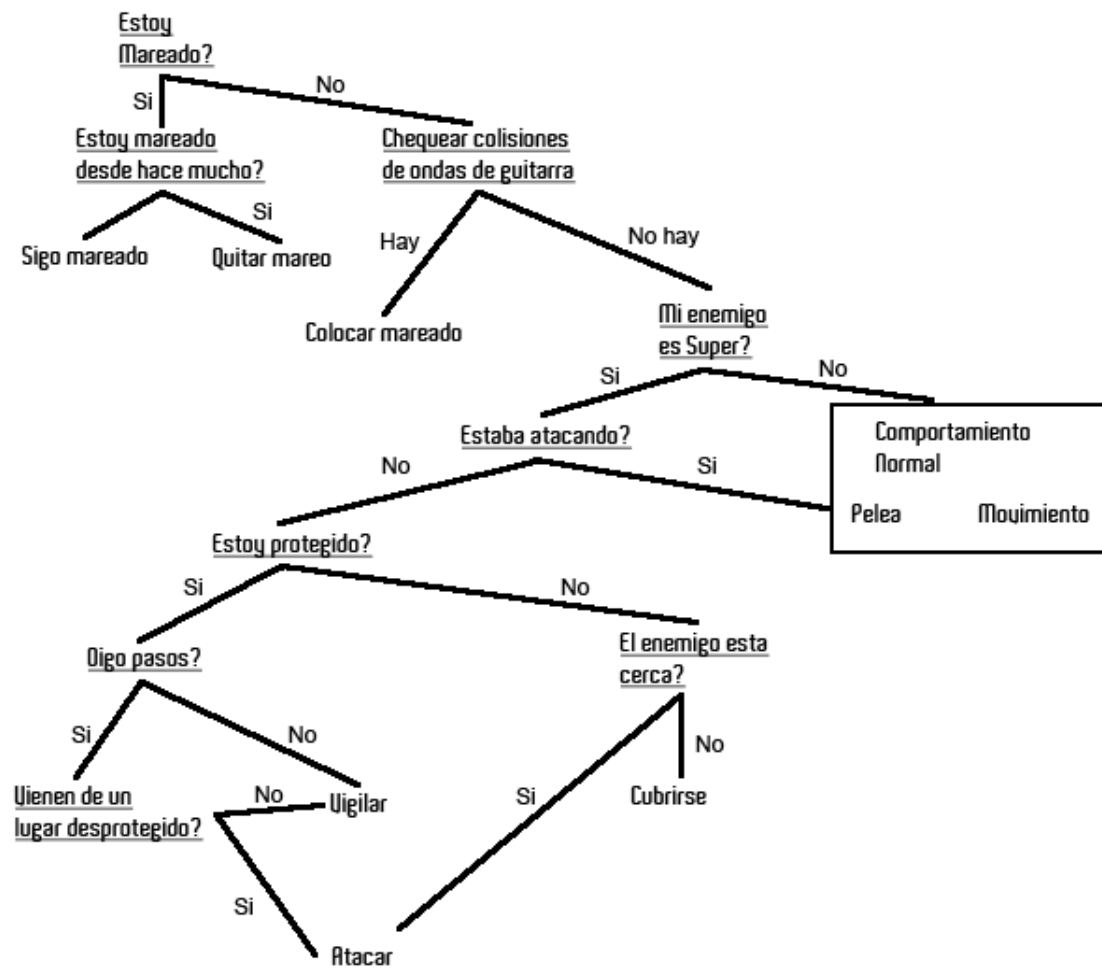 Estoy
Mareado?
Si
No
Estoy mareado
desde hace mucho?
Chequear colisiones
de ondas de guitarra
Si
Sigo mareado
Quitar mareo
Hay
No hay
Colocar mareado
Mi enemigo
es Super?
Si
No
Estaba atacando?
Comportamiento
Normal
No
Si
Pelea
Movimiento
Estoy protegido?
Si
No
Oigo pasos?
El enemigo esta
cerca?
Si
No
No
Vienen de un
lugar desprotegido?
No
Vigilar
Si
Cubrirse
Si
Atacar